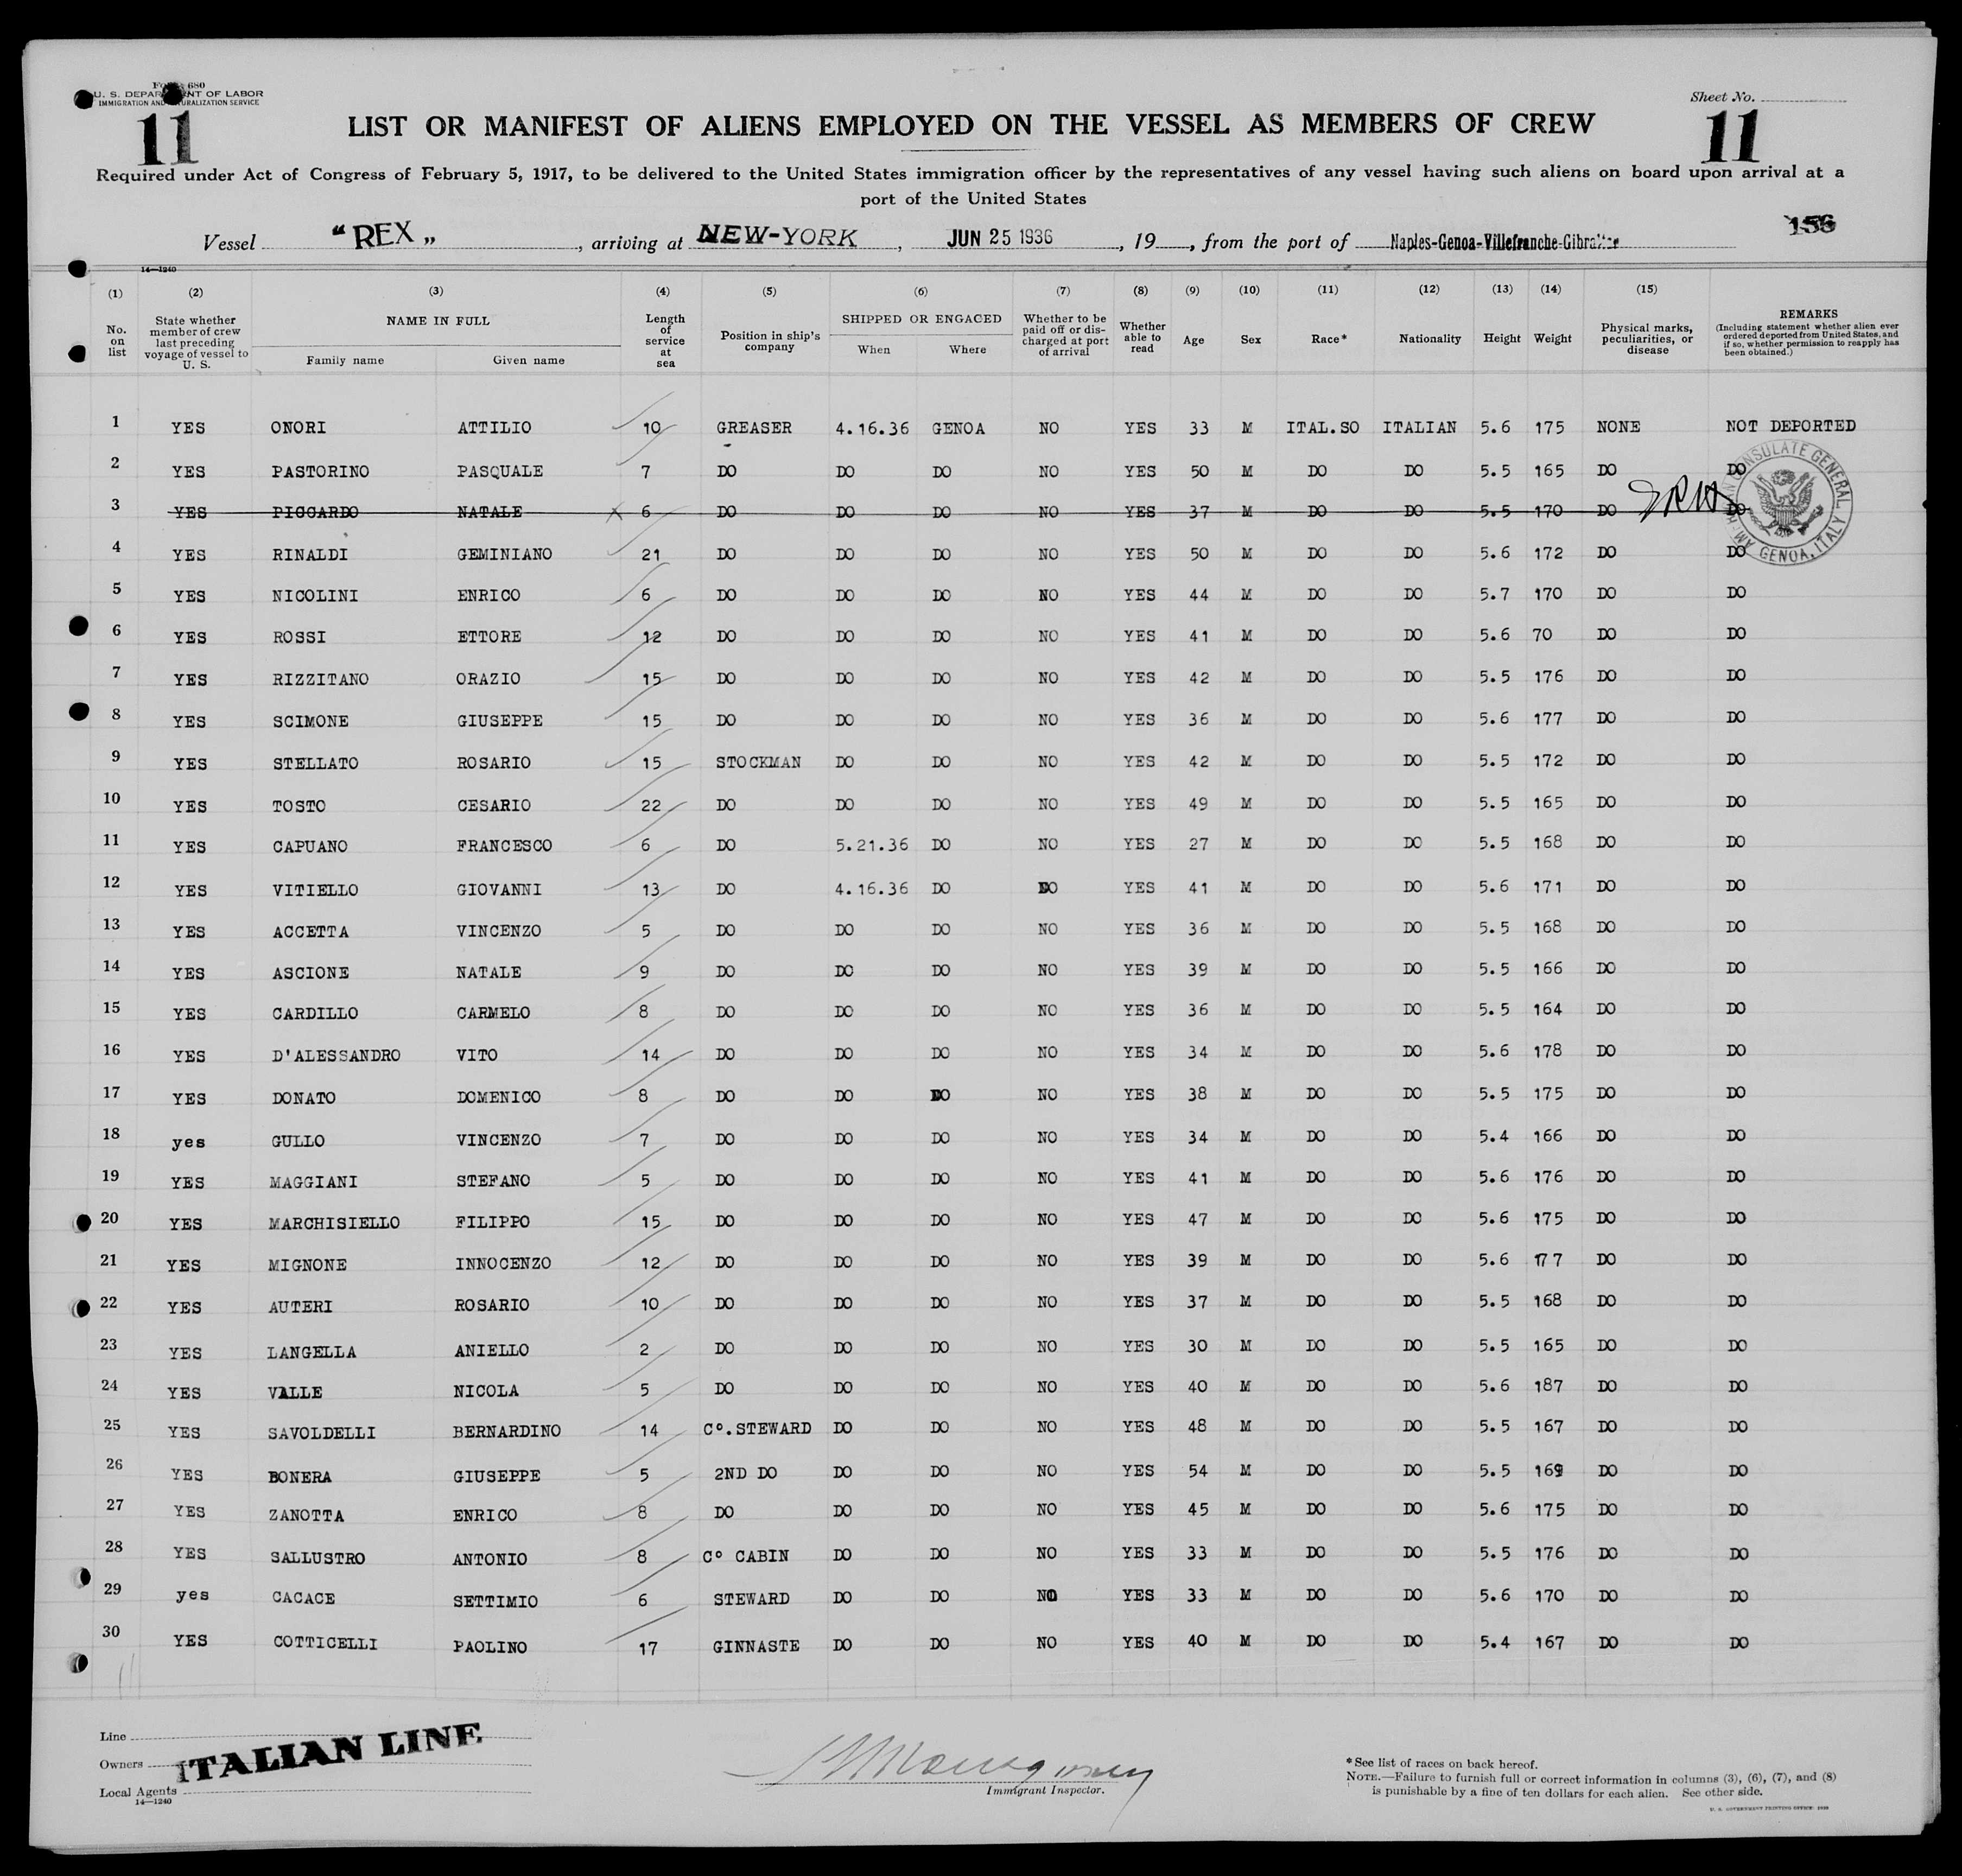 Form 680
U. S. DEPARTMENT OF LABOR
IMMIGRATION AND NATURALIZATION SERVICE
Sheet No.
11
11
LIST OR MANIFEST OF ALIENS EMPLOYED ON THE VESSEL AS MEMBERS OF CREW
Required under Act of Congress of February 5, 1917, to be delivered to the United States immigration officer by the representatives of any vessel having such aliens on board upon arrival at a
port of the United States
156
Vessel "REX", arriving at NEW-YORK, JUN 25 1936, 19, from the port of Naples-Genoa-Villefranche-Gibraltar
14—1240
(1) (2) (3) (4) (5) (6) (7) (8) (9) (10) (11) (12) (13) (14) (15)
No. on list State whether member of crew last preceding voyage of vessel to U. S. NAME IN FULL Family name Given name Length of service at sea Position in ship's company SHIPPED OR ENGAGED When Where Whether to be paid off or discharged at port of arrival Whether able to read Age Sex Race* Nationality Height Weight Physical marks, peculiarities, or disease REMARKS (Including statement whether alien ever ordered deported from United States, and if so, whether permission to reapply has been obtained.)
1 YES ONORI ATTILIO 10 GREASER 4.16.36 GENOA NO YES 33 M ITAL.SO ITALIAN 5.6 175 NONE NOT DEPORTED
2 YES PASTORINO PASQUALE 7 DO DO DO NO YES 50 M DO DO 5.5 165 DO DO
3 YES PICCARDO NATALE 6 DO DO DO NO YES 37 M DO DO 5.5 170 DO DO
AMERICAN CONSULATE GENERAL GENOA, ITALY
4 YES RINALDI GEMINIANO 21 DO DO DO NO YES 50 M DO DO 5.6 172 DO DO
5 YES NICOLINI ENRICO 6 DO DO DO NO YES 44 M DO DO 5.7 170 DO DO
6 YES ROSSI ETTORE 12 DO DO DO NO YES 41 M DO DO 5.6 70 DO DO
7 YES RIZZITANO ORAZIO 15 DO DO DO NO YES 42 M DO DO 5.5 176 DO DO
8 YES SCIMONE GIUSEPPE 15 DO DO DO NO YES 36 M DO DO 5.6 177 DO DO
9 YES STELLATO ROSARIO 15 STOCKMAN DO DO NO YES 42 M DO DO 5.5 172 DO DO
10 YES TOSTO CESARIO 22 DO DO DO NO YES 49 M DO DO 5.5 165 DO DO
11 YES CAPUANO FRANCESCO 6 DO 5.21.36 DO NO YES 27 M DO DO 5.5 168 DO DO
12 YES VITIELLO GIOVANNI 13 DO 4.16.36 DO DO YES 41 M DO DO 5.6 171 DO DO
13 YES ACCETTA VINCENZO 5 DO DO DO NO YES 36 M DO DO 5.5 168 DO DO
14 YES ASCIONE NATALE 9 DO DO DO NO YES 39 M DO DO 5.5 166 DO DO
15 YES CARDILLO CARMELO 8 DO DO DO NO YES 36 M DO DO 5.5 164 DO DO
16 YES D'ALESSANDRO VITO 14 DO DO DO NO YES 34 M DO DO 5.6 178 DO DO
17 YES DONATO DOMENICO 8 DO DO DO NO YES 38 M DO DO 5.5 175 DO DO
18 yes GULLO VINCENZO 7 DO DO DO NO YES 34 M DO DO 5.4 166 DO DO
19 YES MAGGIANI STEFANO 5 DO DO DO NO YES 41 M DO DO 5.6 176 DO DO
20 YES MARCHISIELLO FILIPPO 15 DO DO DO NO YES 47 M DO DO 5.6 175 DO DO
21 YES MIGNONE INNOCENZO 12 DO DO DO NO YES 39 M DO DO 5.6 177 DO DO
22 YES AUTERI ROSARIO 10 DO DO DO NO YES 37 M DO DO 5.5 168 DO DO
23 YES LANGELLA ANIELLO 2 DO DO DO NO YES 30 M DO DO 5.5 165 DO DO
24 YES VALLE NICOLA 5 DO DO DO NO YES 40 M DO DO 5.6 187 DO DO
25 YES SAVOLDELLI BERNARDINO 14 C°.STEWARD DO DO NO YES 48 M DO DO 5.5 167 DO DO
26 YES BONERA GIUSEPPE 5 2ND DO DO DO NO YES 54 M DO DO 5.5 169 DO DO
27 YES ZANOTTA ENRICO 8 DO DO DO NO YES 45 M DO DO 5.6 175 DO DO
28 YES SALLUSTRO ANTONIO 8 C° CABIN DO DO NO YES 33 M DO DO 5.5 176 DO DO
29 yes CACACE SETTIMIO 6 STEWARD DO DO NO YES 33 M DO DO 5.6 170 DO DO
30 YES COTTICELLI PAOLINO 17 GINNASTE DO DO NO YES 40 M DO DO 5.4 167 DO DO
Line
Owners ITALIAN LINE
Local Agents
14—1240
Immigrant Inspector.
*See list of races on back hereof.
NOTE.—Failure to furnish full or correct information in columns (3), (6), (7), and (8)
is punishable by a fine of ten dollars for each alien. See other side.